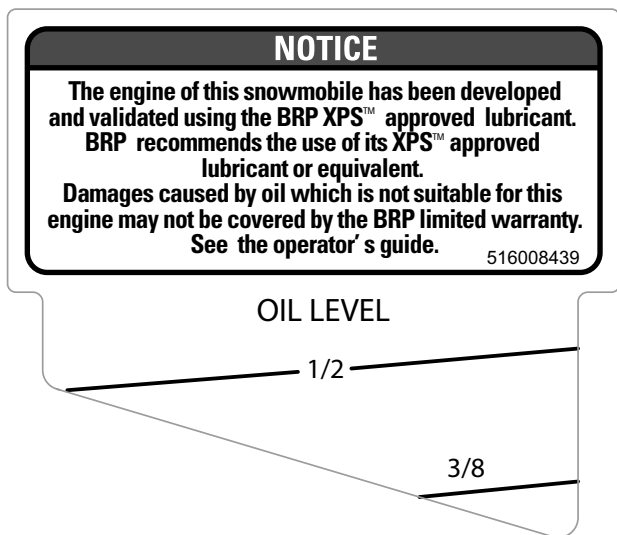 NOTICE
The engine of this snowmobile has been developed
and validated using the BRP XPS™ approved lubricant.
BRP recommends the use of its XPS™ approved
lubricant or equivalent.
Damages caused by oil which is not suitable for this
engine may not be covered by the BRP limited warranty.
See the operator's guide.
516008439
OIL LEVEL
1/2
3/8